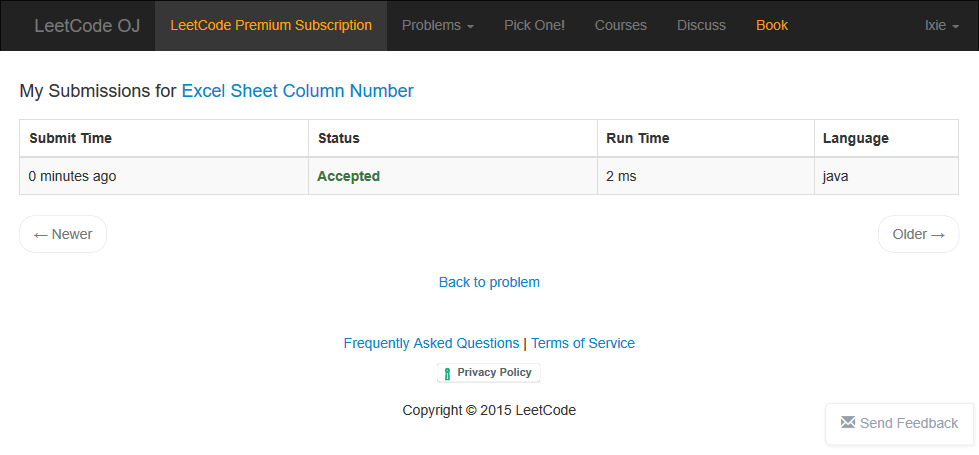 LeetCode OJ LeetCode Premium Subscription Problems Pick One! Courses Discuss Book Ixie
My Submissions for Excel Sheet Column Number
Submit Time Status Run Time Language
0 minutes ago Accepted 2 ms java
← Newer Older →
Back to problem
Frequently Asked Questions | Terms of Service
Privacy Policy
Copyright © 2015 LeetCode
Send Feedback